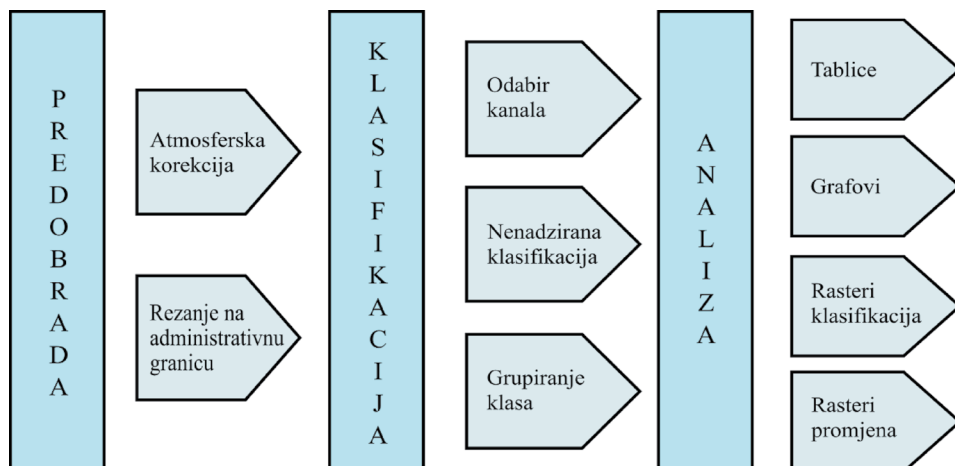 PREDOBRADA
Atmosferska
korekcija
Rezanje na
administrativnu
granicu
KLASIFIKACIJA
Odabir
kanala
Nenadzirana
klasifikacija
Grupiranje
klasa
ANALIZA
Tablice
Grafovi
Rasteri
klasifikacija
Rasteri
promjena